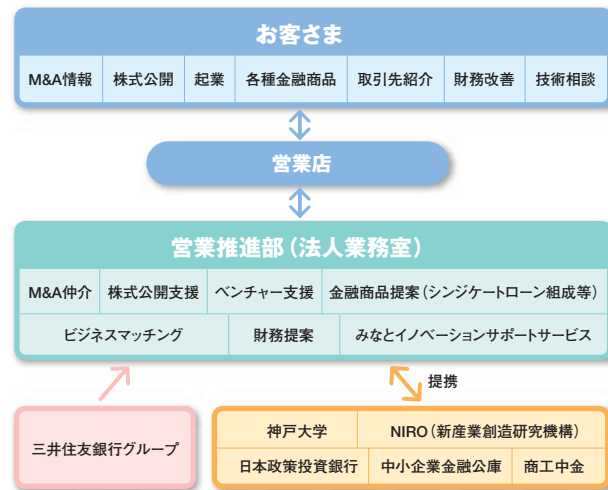 お客さま
M&A情報 株式公開 起業 各種金融商品 取引先紹介 財務改善 技術相談
営業店
営業推進部（法人業務室）
M&A仲介 株式公開支援 ベンチャー支援 金融商品提案（シンジケートローン組成等）
ビジネスマッチング 財務提案 みなとイノベーションサポートサービス
提携
三井住友銀行グループ
神戸大学 NIRO（新産業創造研究機構）
日本政策投資銀行 中小企業金融公庫 商工中金